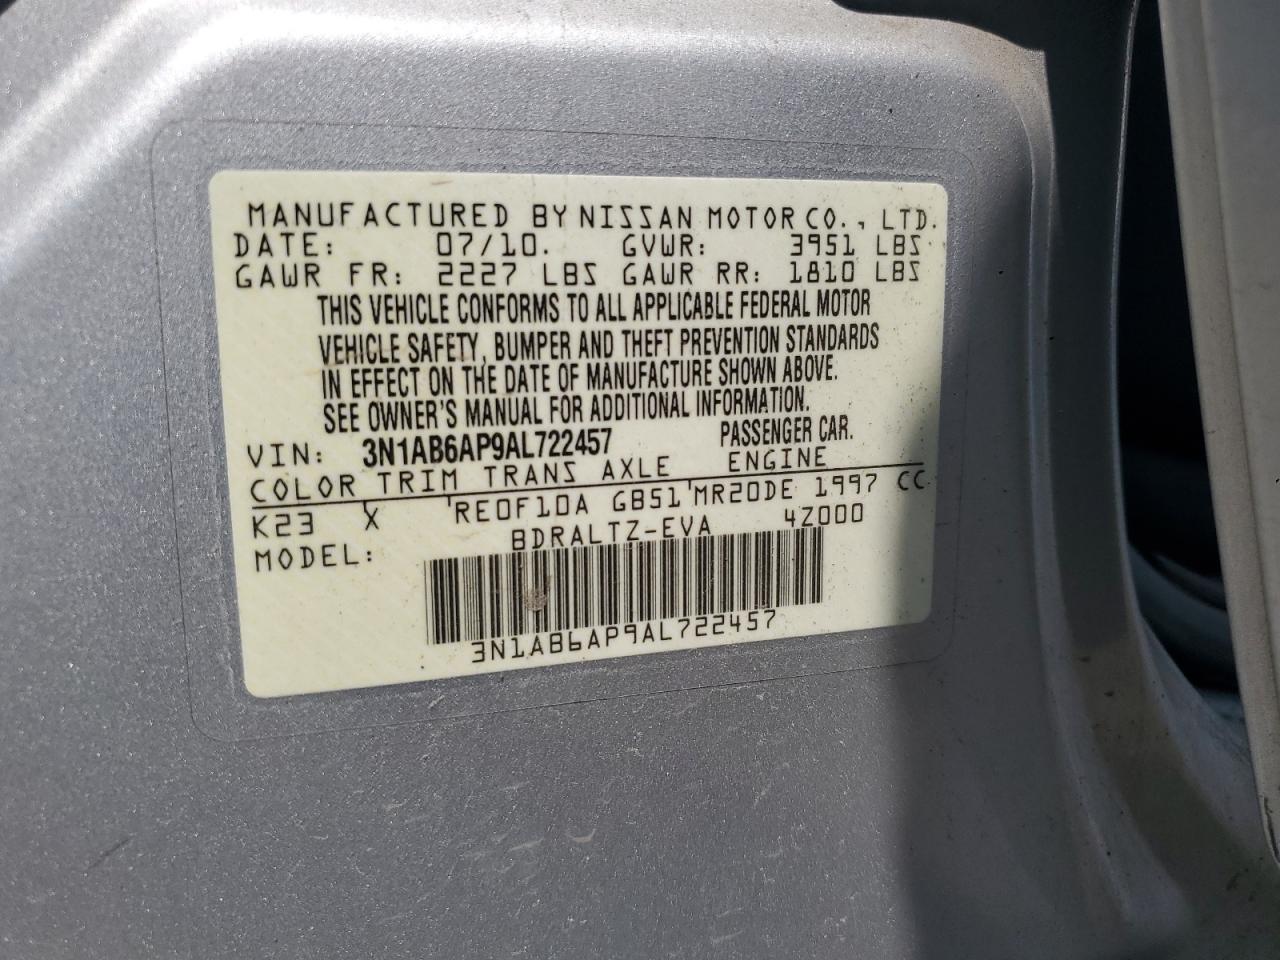 MANUFACTURED BY NISSAN MOTOR CO., LTD.
DATE: 07/10. GVWR: 3951 LBS
GAWR FR: 2227 LBS GAWR RR: 1810 LBS
THIS VEHICLE CONFORMS TO ALL APPLICABLE FEDERAL MOTOR
VEHICLE SAFETY, BUMPER AND THEFT PREVENTION STANDARDS
IN EFFECT ON THE DATE OF MANUFACTURE SHOWN ABOVE.
SEE OWNER'S MANUAL FOR ADDITIONAL INFORMATION.
VIN: 3N1AB6AP9AL722457 PASSENGER CAR.
COLOR TRIM TRANS AXLE ENGINE
K23 X RE0F10A GB51 MR20DE 1997 CC
MODEL: BDRALTZ-EVA 4Z000
3N1AB6AP9AL722457